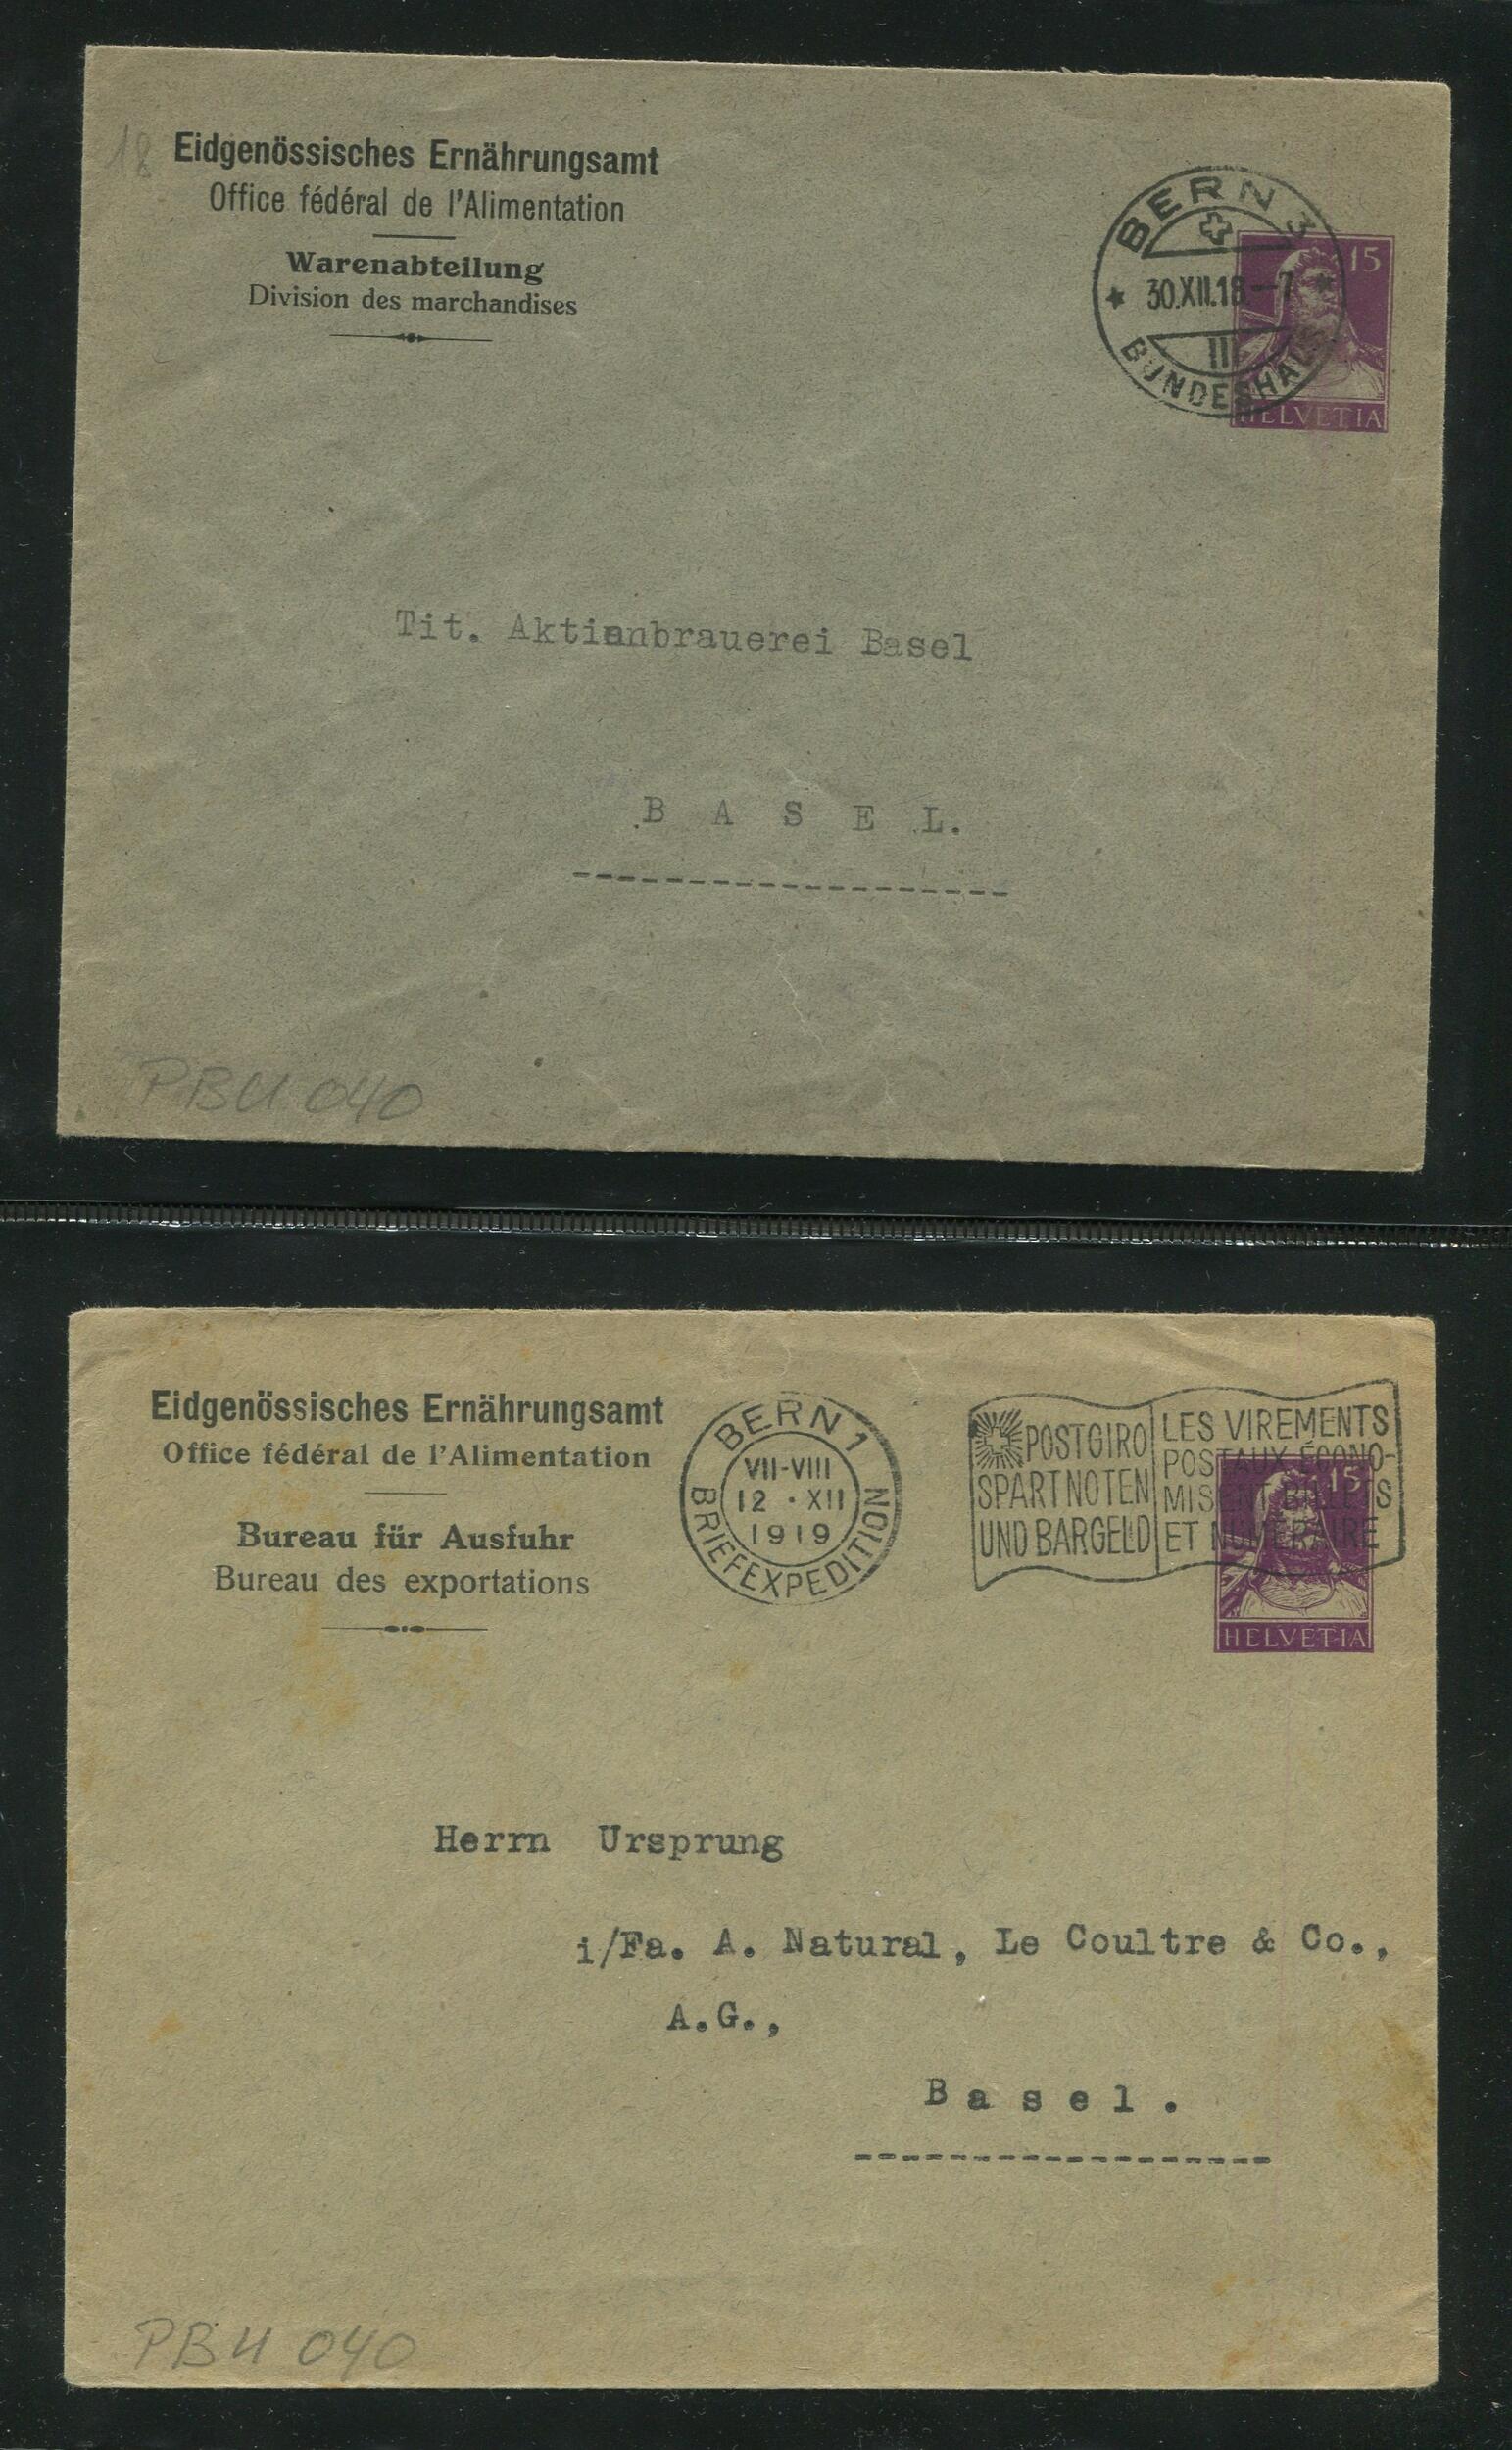 18
Eidgenössisches Ernährungsamt
Office fédéral de l'Alimentation
Warenabteilung
Division des marchandises
BERN 3
30.XII.18.–7
III
BUNDESHAUS
15
HELVETIA
Tit. Aktienbrauerei Basel
B A S E L.
PBU 040
Eidgenössisches Ernährungsamt
Office fédéral de l'Alimentation
Bureau für Ausfuhr
Bureau des exportations
BERN 1
VII-VIII
12 · XII
1919
BRIEFEXPEDITION
POSTGIRO
SPART NOTEN
UND BARGELD
LES VIREMENTS
POSTAUX ÉCONO-
MISENT BILLETS
ET NUMÉRAIRE
15
HELVETIA
Herrn Ursprung
i/Fa. A. Natural, Le Coultre & Co.,
A.G.,
B a s e l .
PBU 040